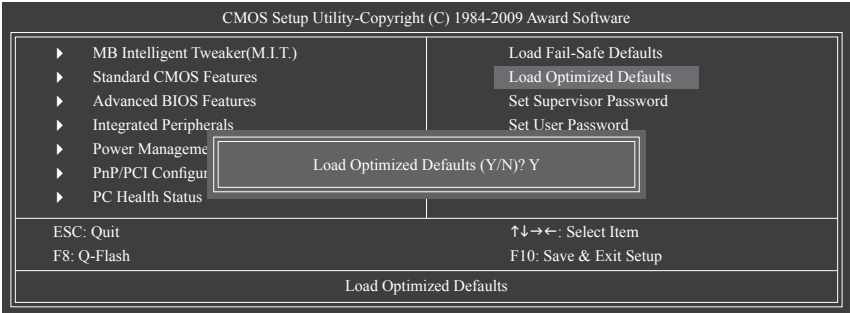 CMOS Setup Utility-Copyright (C) 1984-2009 Award Software
MB Intelligent Tweaker(M.I.T.)
Standard CMOS Features
Advanced BIOS Features
Integrated Peripherals
Power Manageme
PnP/PCI Configur
PC Health Status
Load Fail-Safe Defaults
Load Optimized Defaults
Set Supervisor Password
Set User Password
Load Optimized Defaults (Y/N)? Y
ESC: Quit
F8: Q-Flash
↑↓→←: Select Item
F10: Save & Exit Setup
Load Optimized Defaults